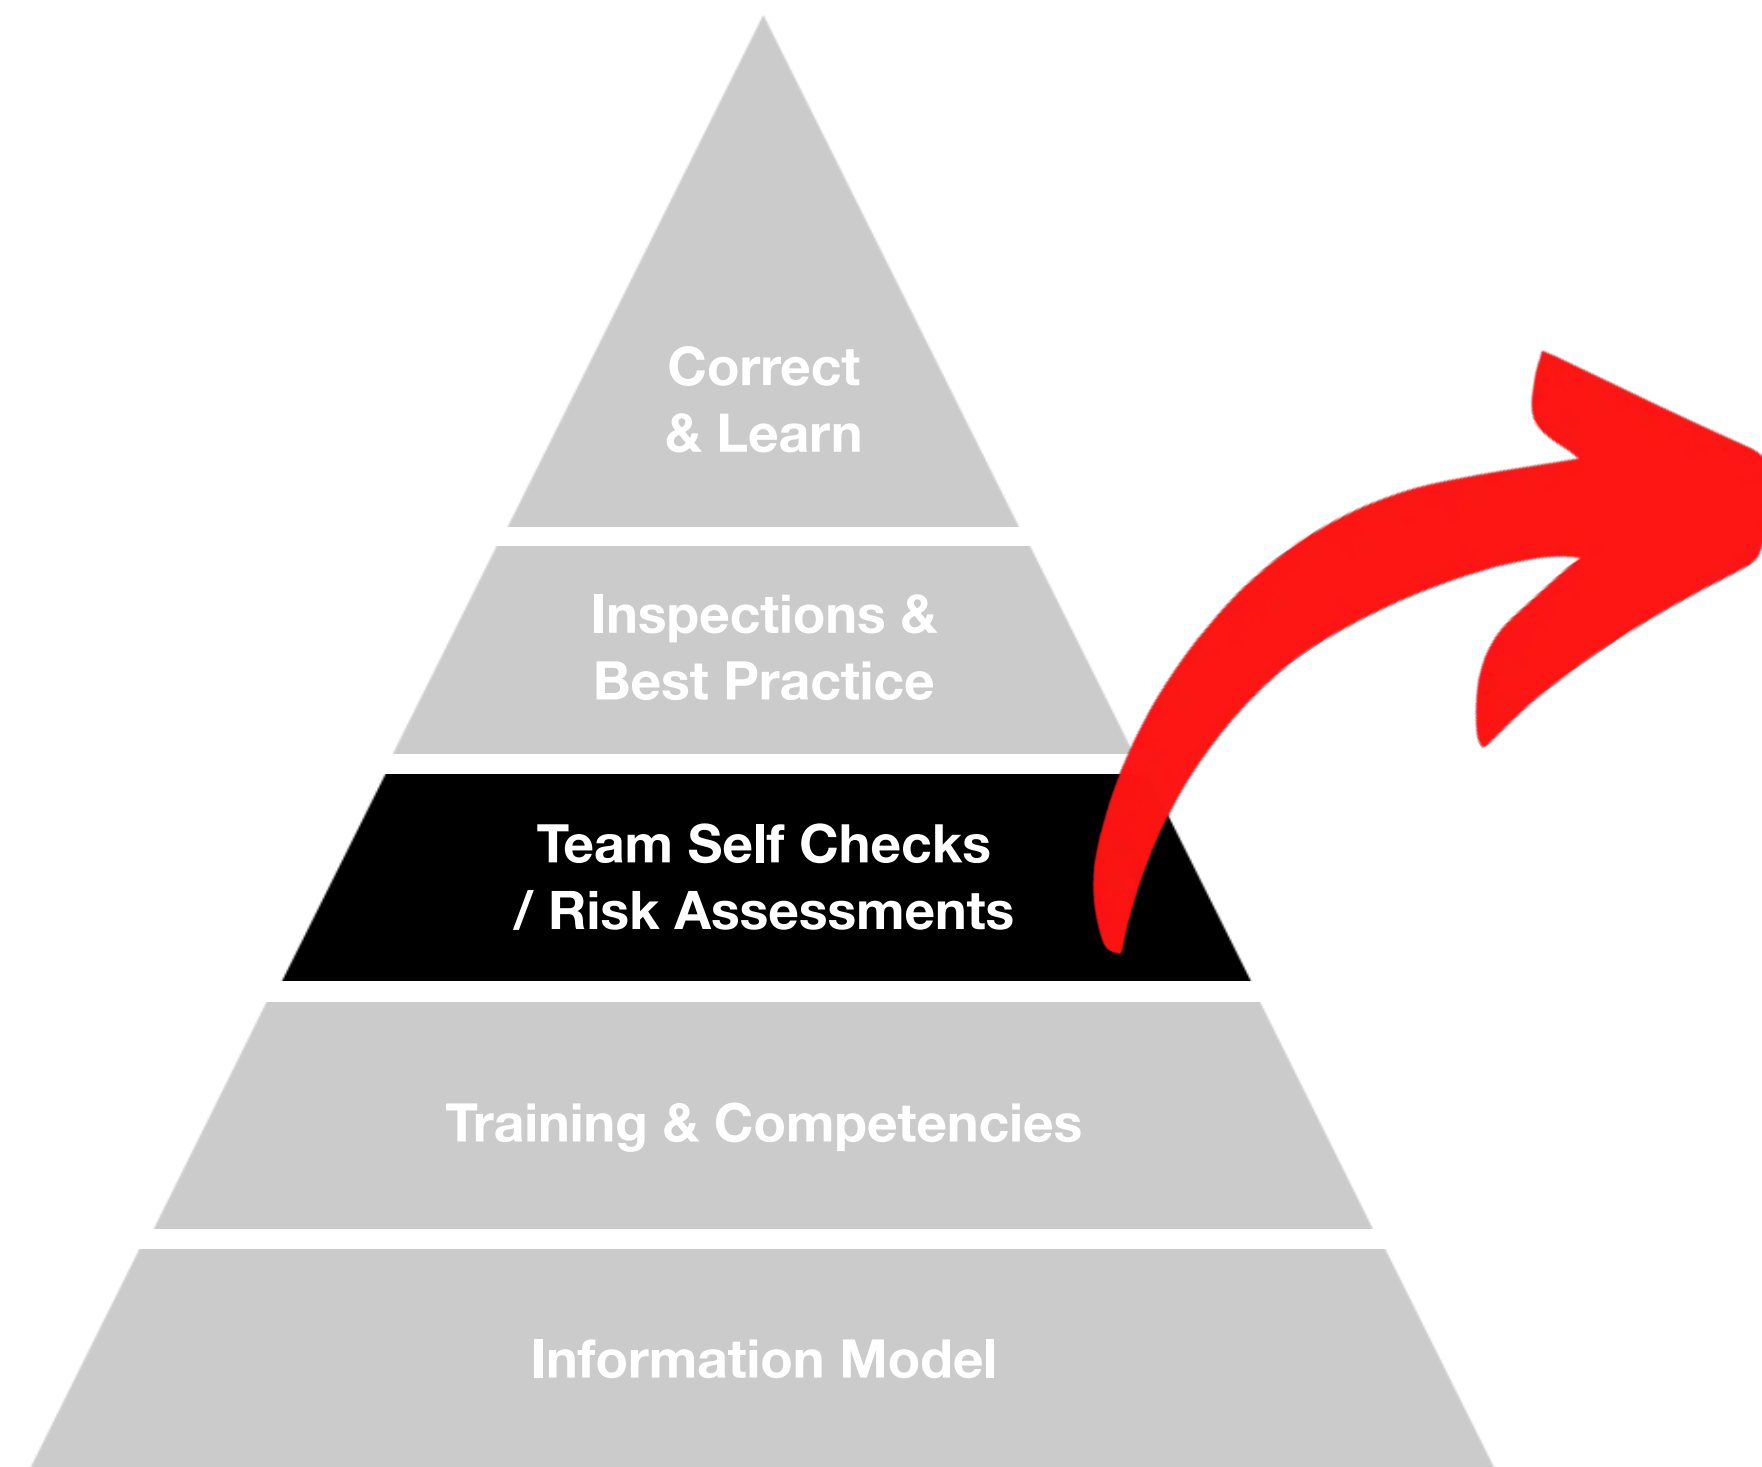 Correct
& Learn
Inspections &
Best Practice
Team Self Checks
/ Risk Assessments
Training & Competencies
Information Model